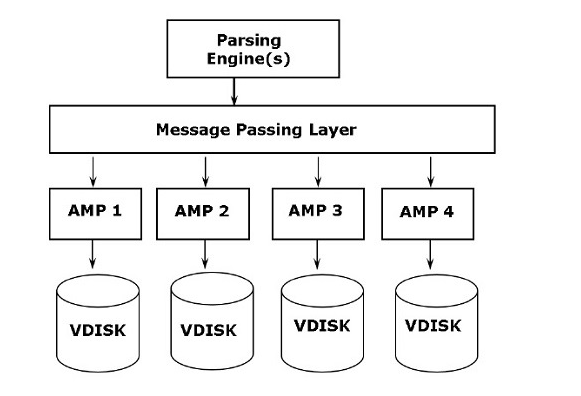 Parsing
Engine(s)
Message Passing Layer
AMP 1
AMP 2
AMP 3
AMP 4
VDISK
VDISK
VDISK
VDISK